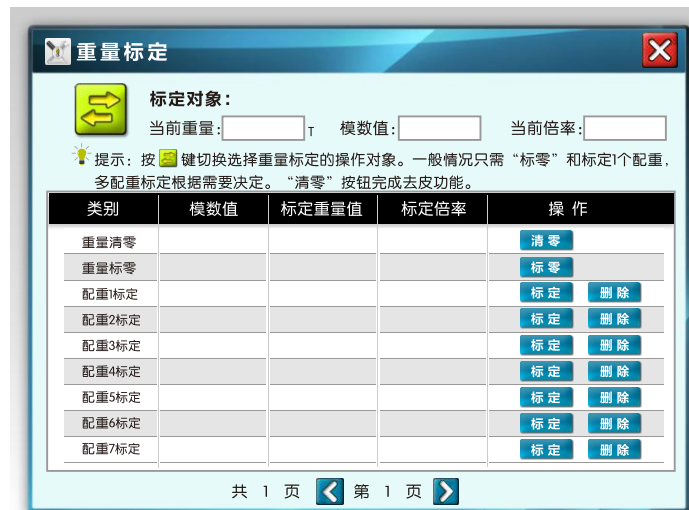 重量标定
标定对象：
当前重量： T 模数值： 当前倍率：
提示：按 键切换选择重量标定的操作对象。一般情况只需“标零”和标定1个配重，
多配重标定根据需要决定。“清零”按钮完成去皮功能。
类别 模数值 标定重量值 标定倍率 操 作
重量清零 清零
重量标零 标零
配重1标定 标定 删除
配重2标定 标定 删除
配重3标定 标定 删除
配重4标定 标定 删除
配重5标定 标定 删除
配重6标定 标定 删除
配重7标定 标定 删除
共 1 页 第 1 页